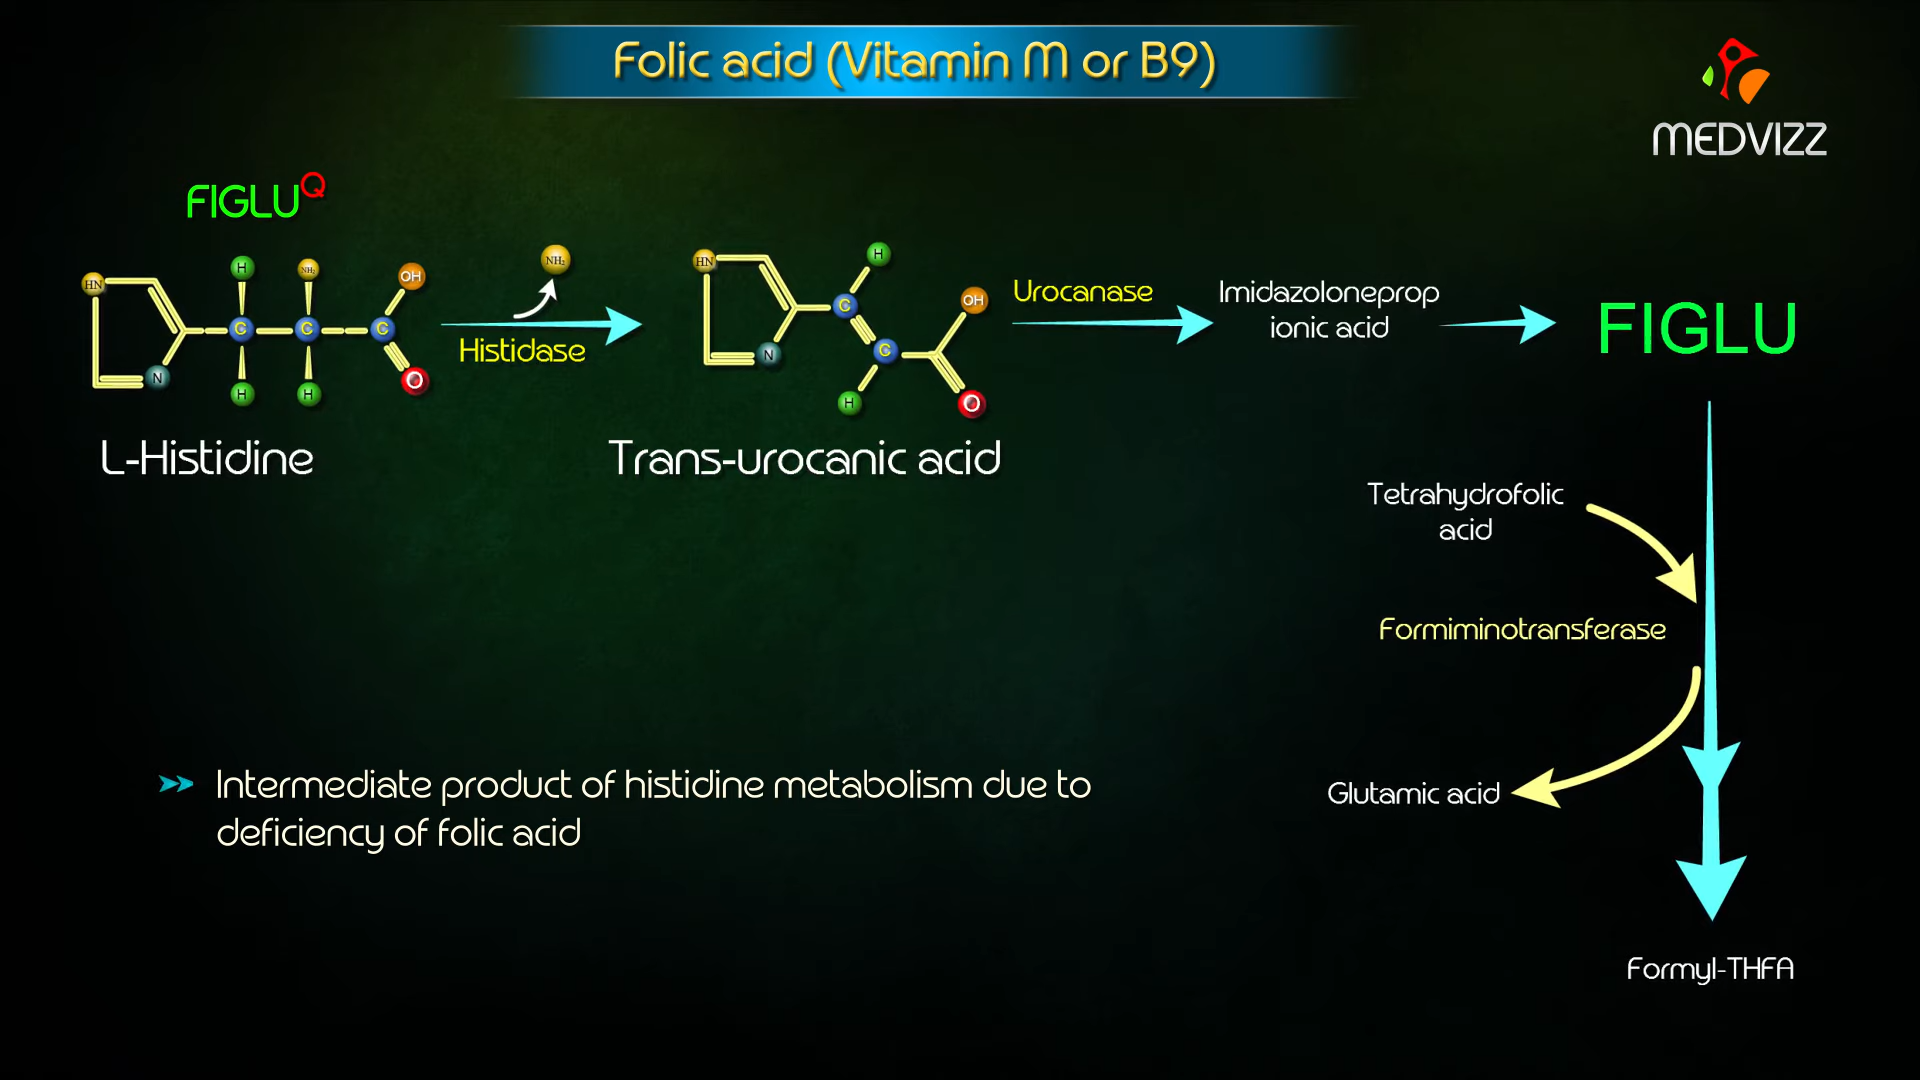 Folic acid (Vitamin M or B9)
MEDVIZZ
FIGLU Q
HN
N
H
H
C
NH₂
H
C
C
OH
O
L-Histidine
NH₂
Histidase
HN
N
H
C
C
H
OH
O
Trans-urocanic acid
Urocanase
Imidazoloneprop
ionic acid
FIGLU
Tetrahydrofolic
acid
Formiminotransferase
Glutamic acid
Formyl-THFA
Intermediate product of histidine metabolism due to
deficiency of folic acid